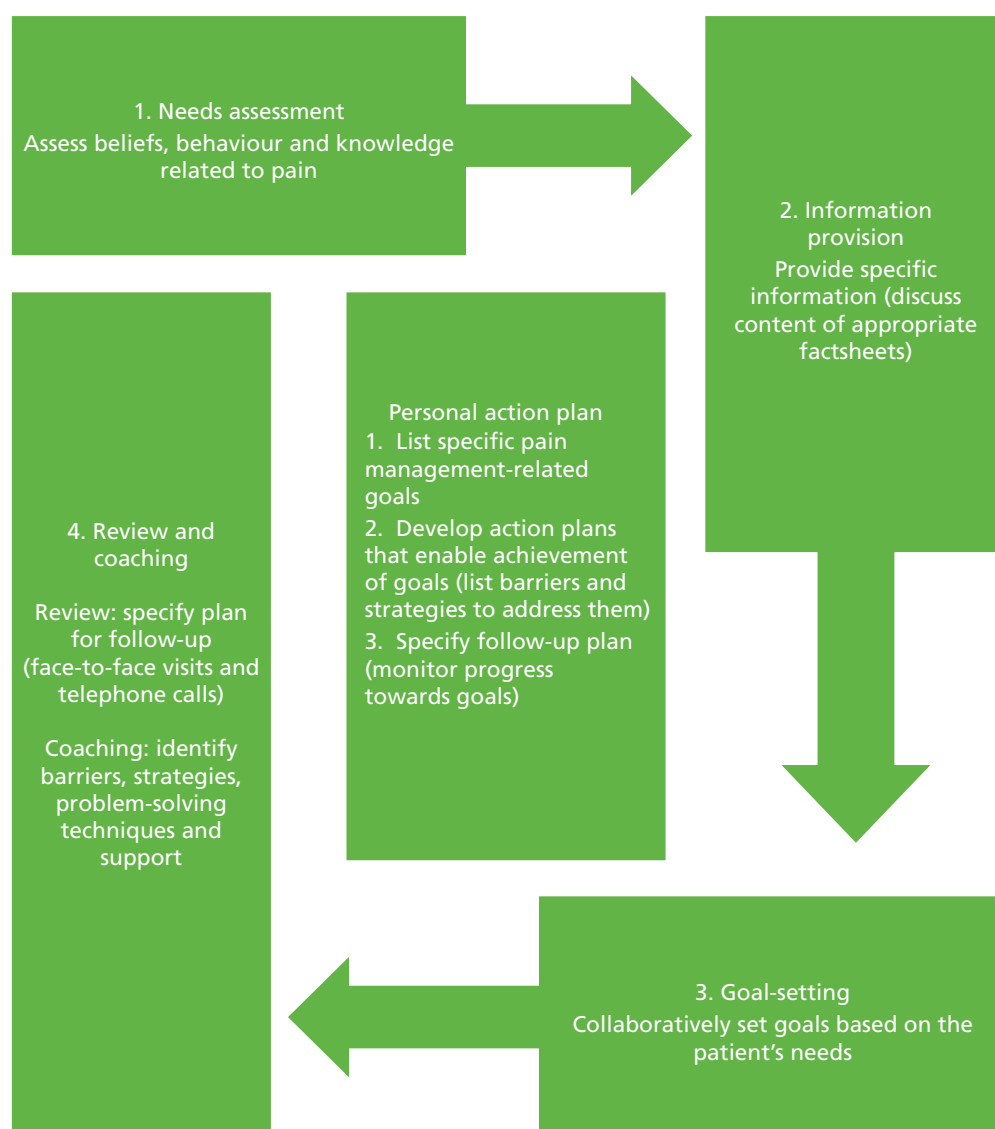 1. Needs assessment
Assess beliefs, behaviour and knowledge
related to pain
2. Information
provision
Provide specific
information (discuss
content of appropriate
factsheets)
Personal action plan
1. List specific pain
management-related
goals
2. Develop action plans
that enable achievement
of goals (list barriers and
strategies to address them)
3. Specify follow-up plan
(monitor progress
towards goals)
3. Goal-setting
Collaboratively set goals based on the
patient’s needs
4. Review and
coaching
Review: specify plan
for follow-up
(face-to-face visits and
telephone calls)
Coaching: identify
barriers, strategies,
problem-solving
techniques and
support